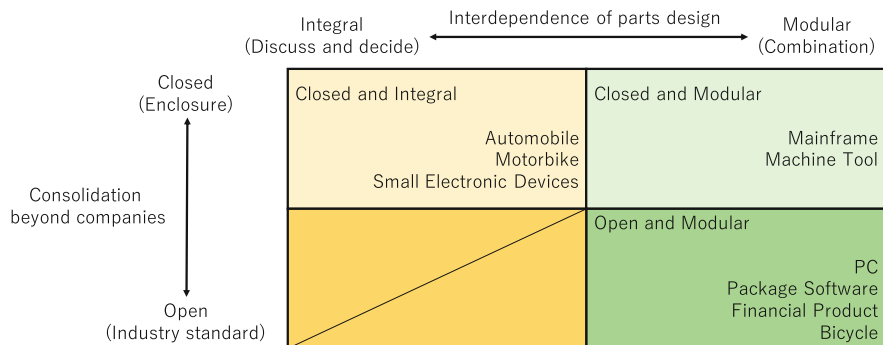 Integral
(Discuss and decide)
Interdependence of parts design
Modular
(Combination)
Closed
(Enclosure)
Consolidation
beyond companies
Open
(Industry standard)
Closed and Integral
Automobile
Motorbike
Small Electronic Devices
Closed and Modular
Mainframe
Machine Tool
Open and Modular
PC
Package Software
Financial Product
Bicycle